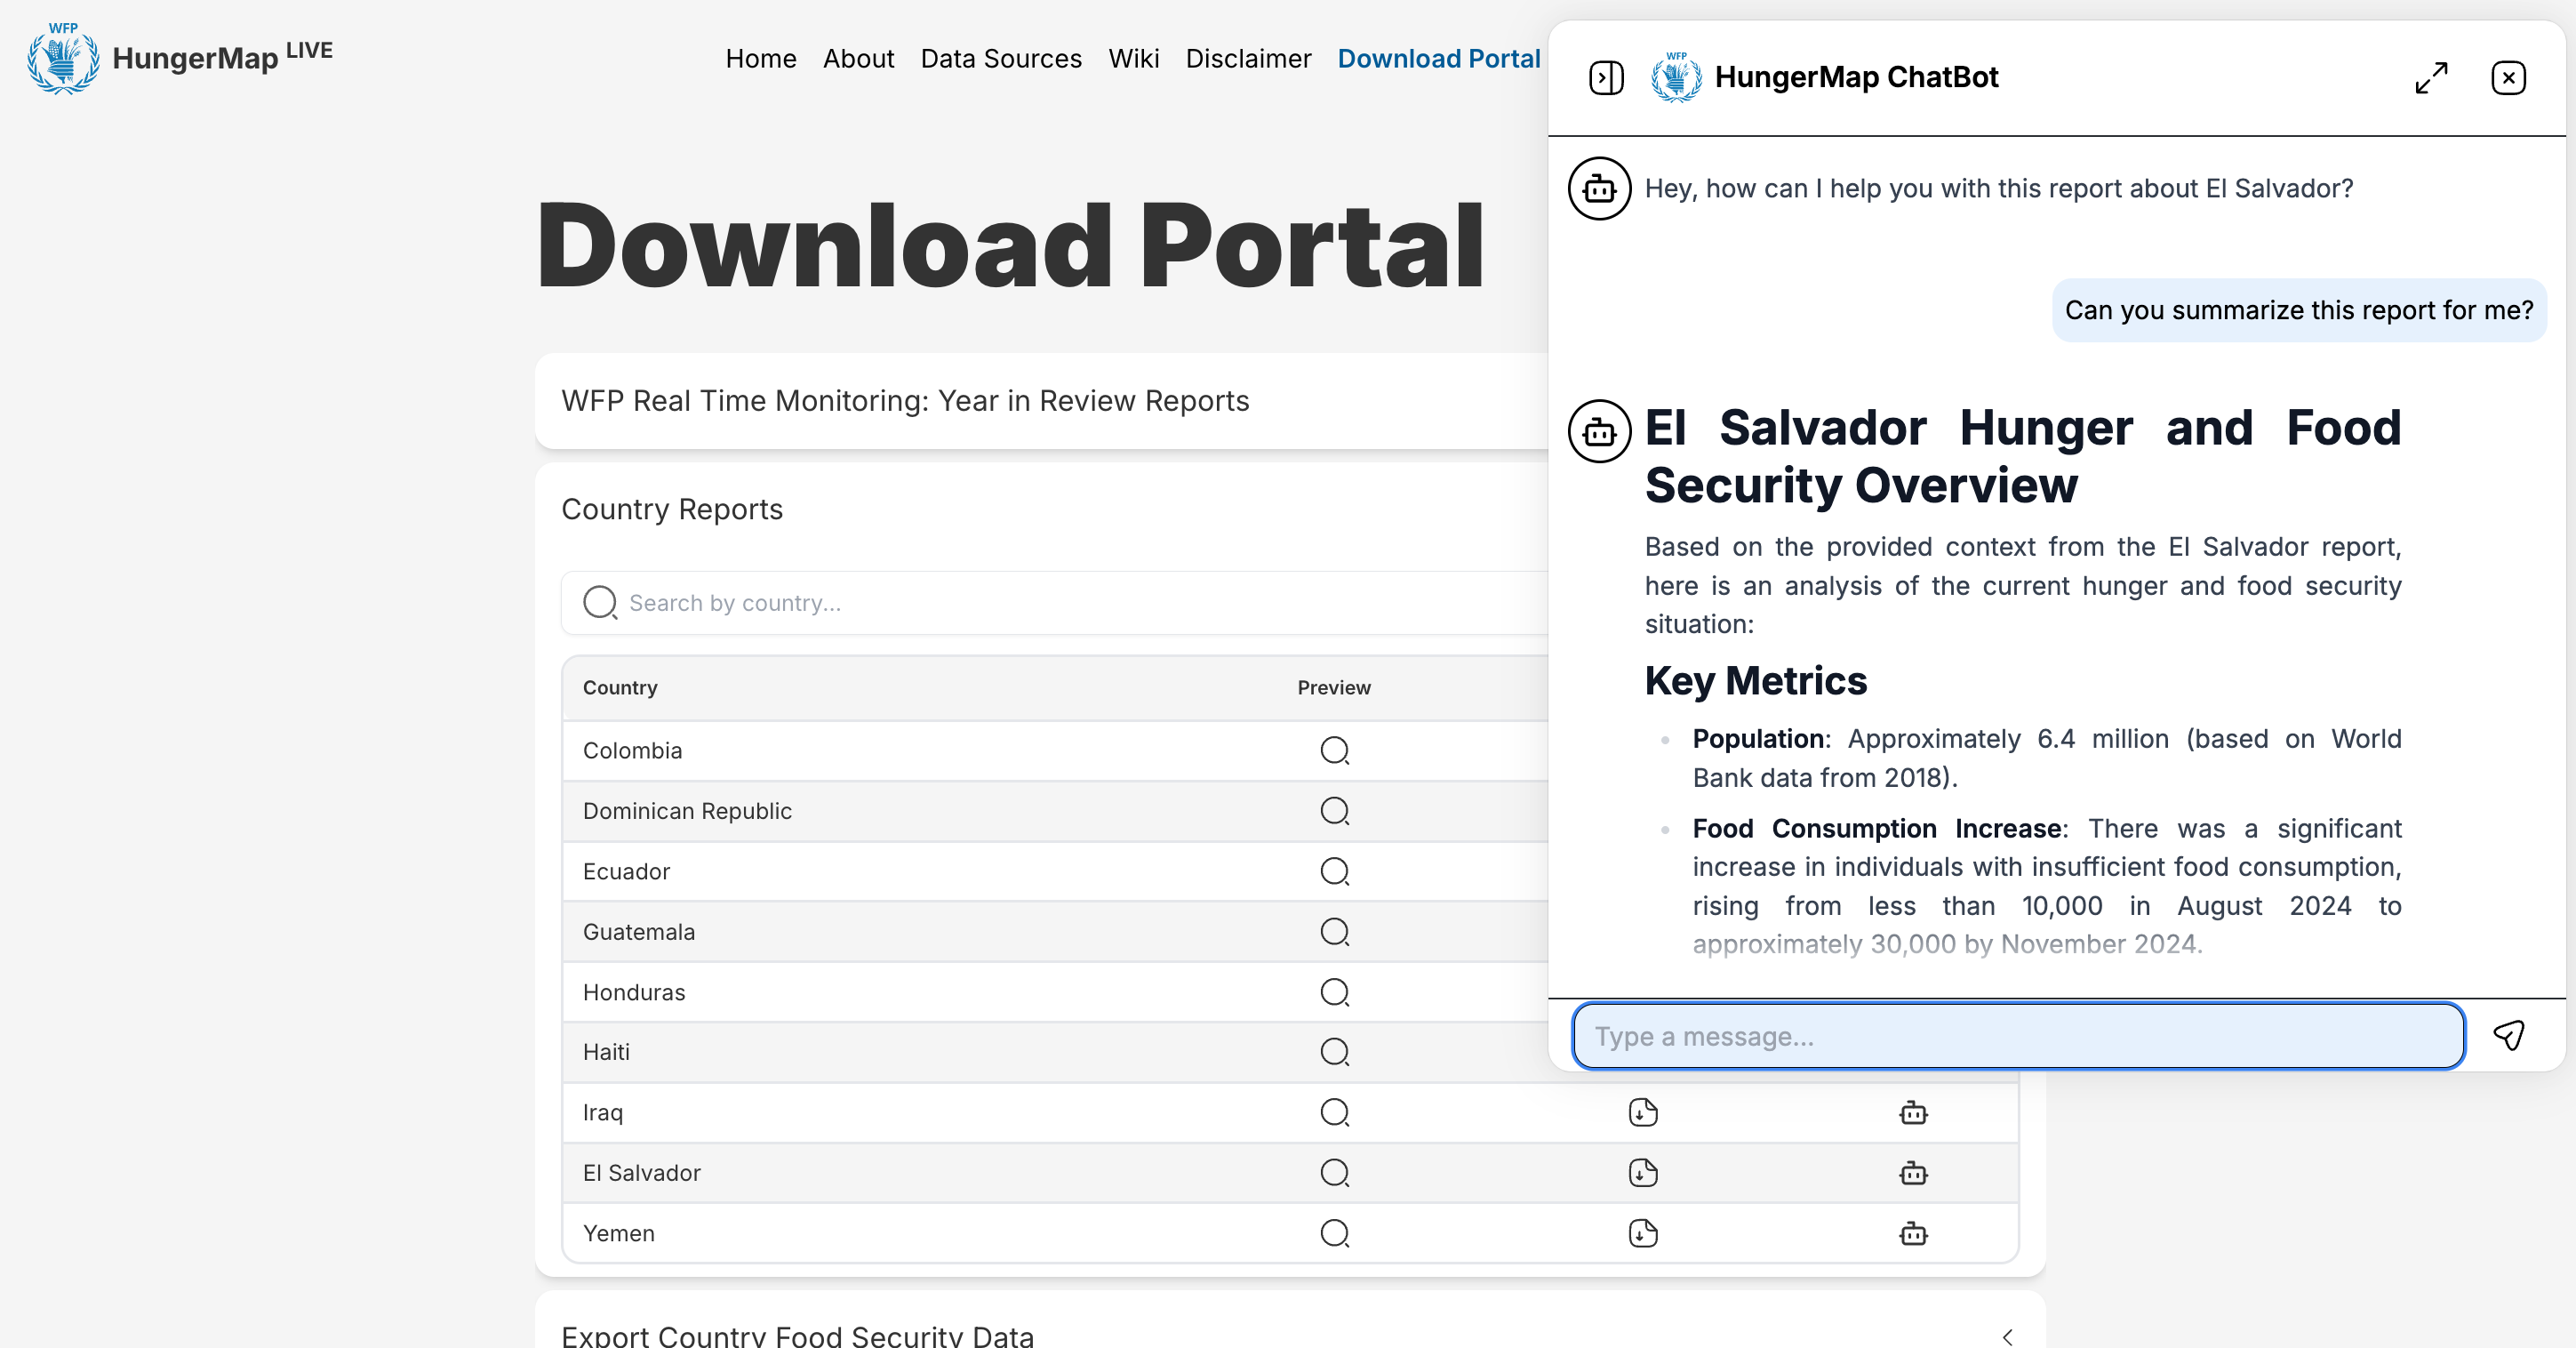 WFP
HungerMap LIVE
Home About Data Sources Wiki Disclaimer Download Portal
Download Portal
WFP Real Time Monitoring: Year in Review Reports
Country Reports
Search by country...
Country Preview
Colombia
Dominican Republic
Ecuador
Guatemala
Honduras
Haiti
Iraq
El Salvador
Yemen
Export Country Food Security Data
WFP
HungerMap ChatBot
Hey, how can I help you with this report about El Salvador?
Can you summarize this report for me?
El Salvador Hunger and Food
Security Overview
Based on the provided context from the El Salvador report,
here is an analysis of the current hunger and food security
situation:
Key Metrics
Population: Approximately 6.4 million (based on World
Bank data from 2018).
Food Consumption Increase: There was a significant
increase in individuals with insufficient food consumption,
rising from less than 10,000 in August 2024 to
approximately 30,000 by November 2024.
Type a message...